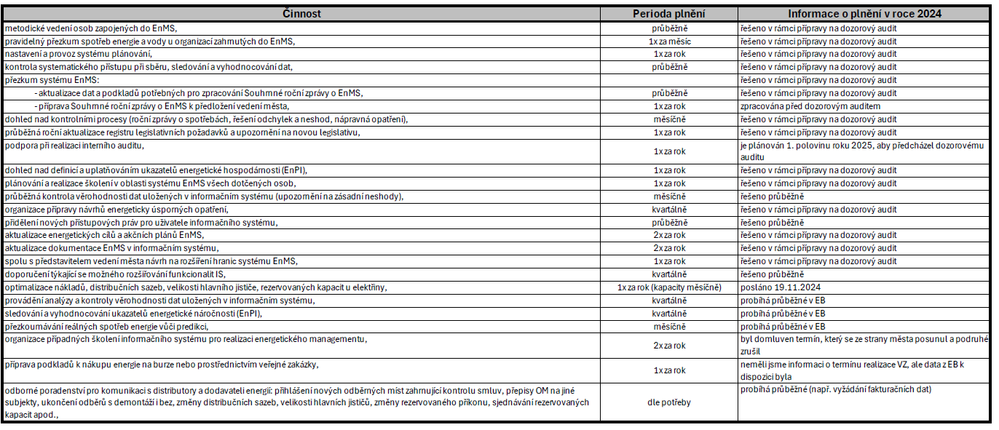 Činnost Perioda plnění Informace o plnění v roce 2024
metodické vedení osob zapojených do EnMS, průběžně řešeno v rámci přípravy na dozorový audit
pravidelný přezkum spotřeb energie a vody u organizací zahrnutých do EnMS, 1x za měsíc řešeno v rámci přípravy na dozorový audit
nastavení a provoz systému plánování, 1x za rok řešeno v rámci přípravy na dozorový audit
kontrola systematického přístupu při sběru, sledování a vyhodnocování dat, průběžně řešeno v rámci přípravy na dozorový audit
přezkum systému EnMS: řešeno v rámci přípravy na dozorový audit
- aktualizace dat a podkladů potřebných pro zpracování Souhrnné roční zprávy o EnMS, průběžně řešeno v rámci přípravy na dozorový audit
- příprava Souhrnné roční zprávy o EnMS k předložení vedení města, 1x za rok zpracována před dozorovým auditem
dohled nad kontrolními procesy (roční zprávy o spotřebách, řešení odchylek a neshod, nápravná opatření), měsíčně řešeno v rámci přípravy na dozorový audit
průběžná roční aktualizace registru legislativních požadavků a upozornění na novou legislativu, 1x za rok řešeno v rámci přípravy na dozorový audit
podpora při realizaci interního auditu, 1x za rok je plánován 1. polovinu roku 2025, aby předcházel dozorovému
auditu
dohled nad definicí a uplatňováním ukazatelů energetické hospodárnosti (EnPI), 1x za rok řešeno v rámci přípravy na dozorový audit
plánování a realizace školení v oblasti systému EnMS všech dotčených osob, 1x za rok řešeno v rámci přípravy na dozorový audit
průběžná kontrola věrohodnosti dat uložených v informačním systému (upozornění na zásadní neshody), měsíčně řešeno průběžně
organizace přípravy návrhů energeticky úsporných opatření, kvartálně řešeno v rámci přípravy na dozorový audit
přidělení nových přístupových práv pro uživatele informačního systému, průběžně řešeno průběžně
aktualizace energetických cílů a akčních plánů EnMS, 2x za rok řešeno v rámci přípravy na dozorový audit
aktualizace dokumentace EnMS v informačním systému, 2x za rok řešeno v rámci přípravy na dozorový audit
spolu s představitelem vedení města návrh na rozšíření hranic systému EnMS, 1x za rok řešeno v rámci přípravy na dozorový audit
doporučení týkající se možného rozšiřování funkcionalit IS, kvartálně řešeno průběžně
optimalizace nákladů, distribučních sazeb, velikosti hlavního jističe, rezervovaných kapacit u elektřiny, 1x za rok (kapacity měsíčně) posláno 19.11.2024
provádění analýzy a kontroly věrohodnosti dat uložených v informačním systému, kvartálně probíhá průběžné v EB
sledování a vyhodnocování ukazatelů energetické náročnosti (EnPI), kvartálně probíhá průběžné v EB
přezkoumávání reálných spotřeb energie vůči predikci, měsíčně probíhá průběžné v EB
organizace případných školení informačního systému pro realizaci energetického managementu, 2x za rok byl domluven termín, který se ze strany města posunul a podruhé
zrušil
příprava podkladů k nákupu energie na burze nebo prostřednictvím veřejné zakázky, 1x za rok neměli jsme informaci o termínu realizace VZ, ale data z EB k
dispozici byla
odborné poradenství pro komunikaci s distributory a dodavateli energií: přihlášení nových odběrných míst zahrnující kontrolu smluv, přepisy OM na jiné probíhá průběžné (např. vyžádání fakturačních dat)
subjekty, ukončení odběrů s demontáží i bez, změny distribučních sazeb, velikosti hlavních jističů, změny rezervovaného příkonu, sjednávání rezervovaných dle potřeby
kapacit apod.,